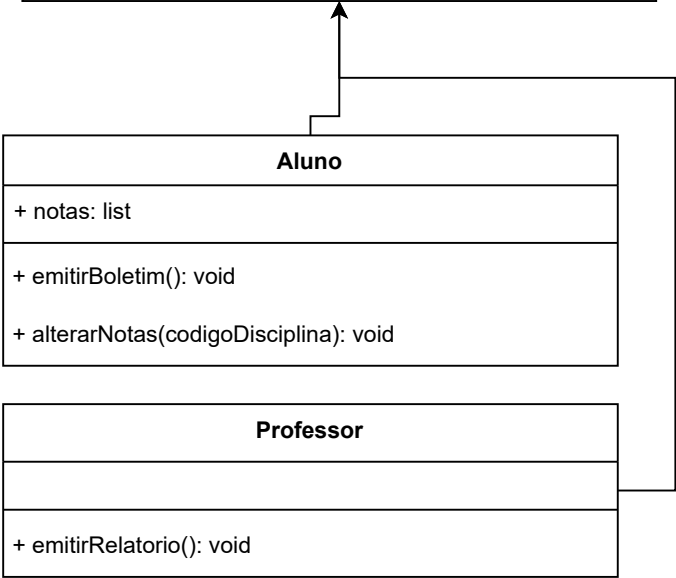 Aluno
+ notas: list
+ emitirBoletim(): void
+ alterarNotas(codigoDisciplina): void
Professor
+ emitirRelatorio(): void